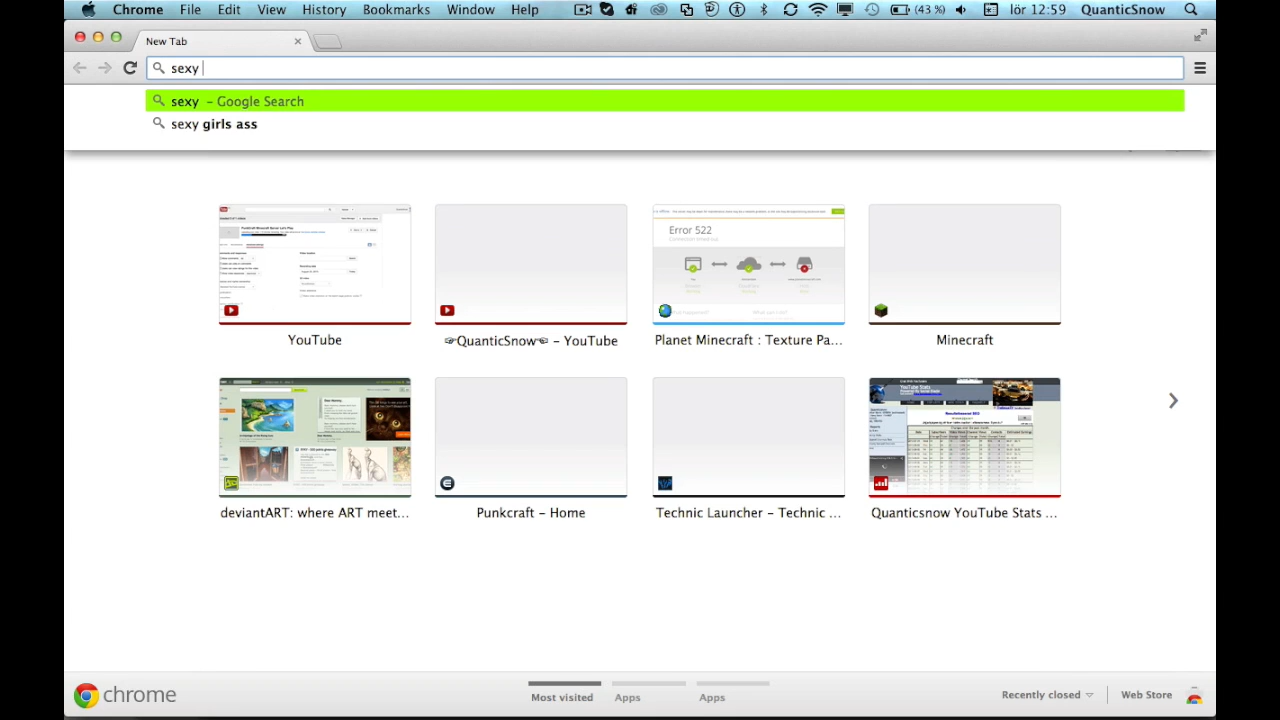 Chrome File Edit View History Bookmarks Window Help (43 %) lör 12:59 QuanticSnow
New Tab
sexy
sexy – Google Search
sexy girls ass
Error 522
YouTube
☞QuanticSnow☜ – YouTube
Planet Minecraft : Texture Pa...
Minecraft
deviantART: where ART meet...
Punkcraft – Home
Technic Launcher – Technic ...
Quanticsnow YouTube Stats ...
chrome
Most visited
Apps
Apps
Recently closed
Web Store